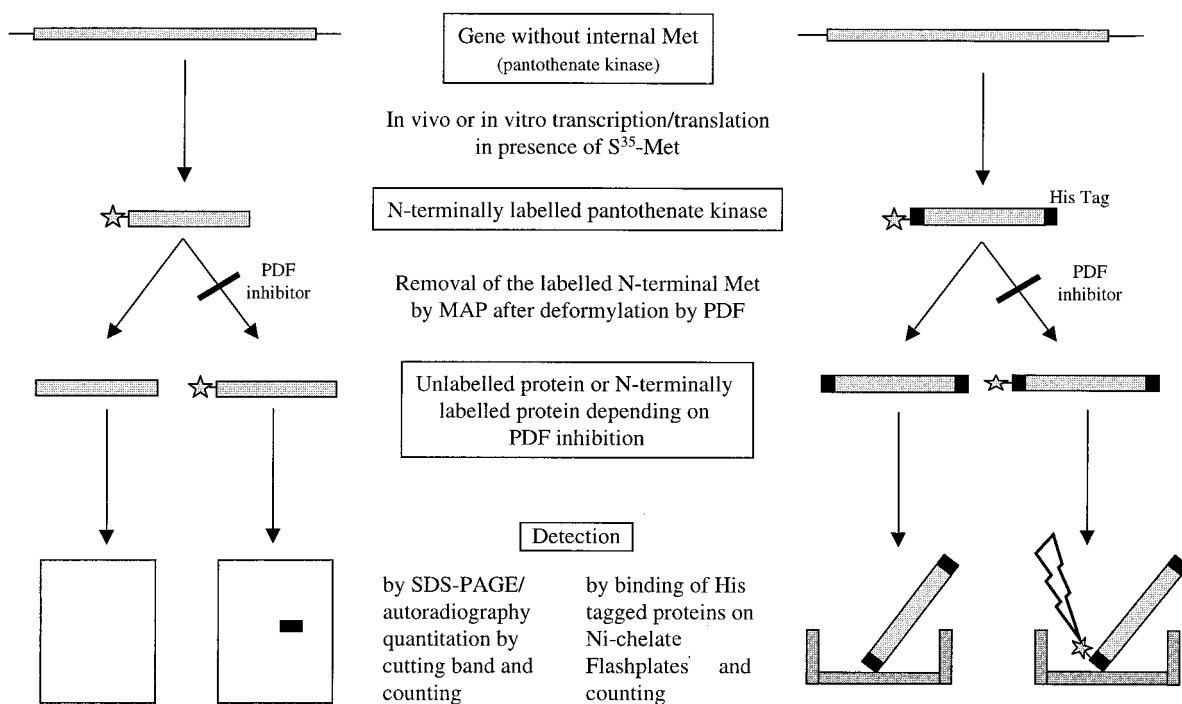 Gene without internal Met
(pantothenate kinase)
In vivo or in vitro transcription/translation
in presence of S³⁵-Met
N-terminally labelled pantothenate kinase
His Tag
PDF
inhibitor
Removal of the labelled N-terminal Met
by MAP after deformylation by PDF
PDF
inhibitor
Unlabelled protein or N-terminally
labelled protein depending on
PDF inhibition
Detection
by SDS-PAGE/
autoradiography
quantitation by
cutting band and
counting
by binding of His
tagged proteins on
Ni-chelate
Flashplates and
counting